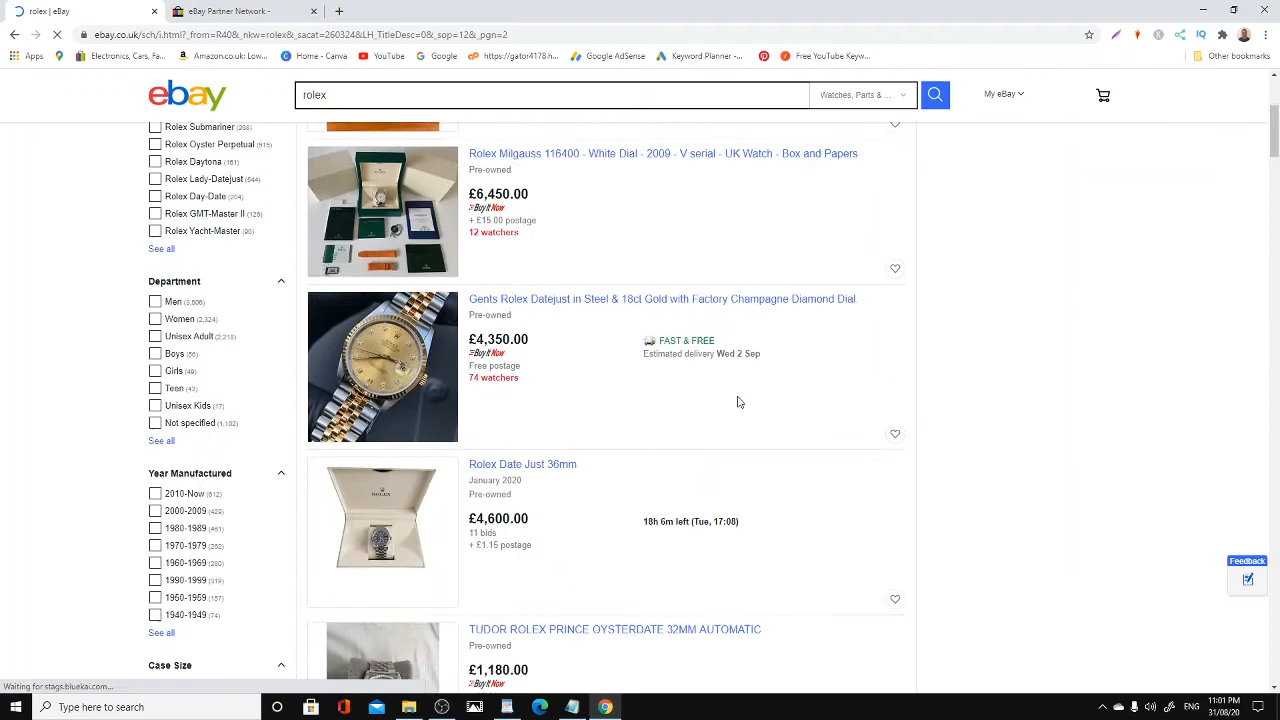 rolex | eBay
eBay Partner Network -
ebay.co.uk/sch/i.html?_from=R40&_nkw=rolex&_sacat=260324&LH_TitleDesc=0&_sop=12&_pgn=2
Apps
Electronics, Cars, Fa...
Amazon.co.uk: Low...
Home - Canva
YouTube
Google
https://gator4178.h...
Google AdSense
Keyword Planner -...
Free YouTube Keyw...
Other bookmarks
ebay
rolex
Watches, Parts & ...
My eBay
Rolex Submariner (268)
Rolex Oyster Perpetual (515)
Rolex Daytona (161)
Rolex Lady-Datejust (544)
Rolex Day-Date (204)
Rolex GMT-Master II (128)
Rolex Yacht-Master (90)
See all
Department
Men (3,606)
Women (2,324)
Unisex Adult (2,218)
Boys (56)
Girls (49)
Teen (43)
Unisex Kids (17)
Not specified (1,102)
See all
Year Manufactured
2010-Now (612)
2000-2009 (429)
1980-1989 (461)
1970-1979 (282)
1960-1969 (280)
1990-1999 (319)
1950-1959 (157)
1940-1949 (74)
See all
Case Size
Rolex Milgauss 116400 - White Dial - 2009 - V serial - UK Watch - Box and Papers
Pre-owned
£6,450.00
Buy It Now
+ £15.00 postage
12 watchers
Gents Rolex Datejust in Steel & 18ct Gold with Factory Champagne Diamond Dial.
Pre-owned
£4,350.00
Buy It Now
Free postage
74 watchers
FAST & FREE
Estimated delivery Wed 2 Sep
Rolex Date Just 36mm
January 2020
Pre-owned
£4,600.00
11 bids
+ £1.15 postage
18h 6m left (Tue, 17:08)
ROLEX
TUDOR ROLEX PRINCE OYSTERDATE 32MM AUTOMATIC
Pre-owned
£1,180.00
Buy It Now
Feedback
Waiting for stags.bluekai.com...
Type here to search
11:01 PM
31/08/20